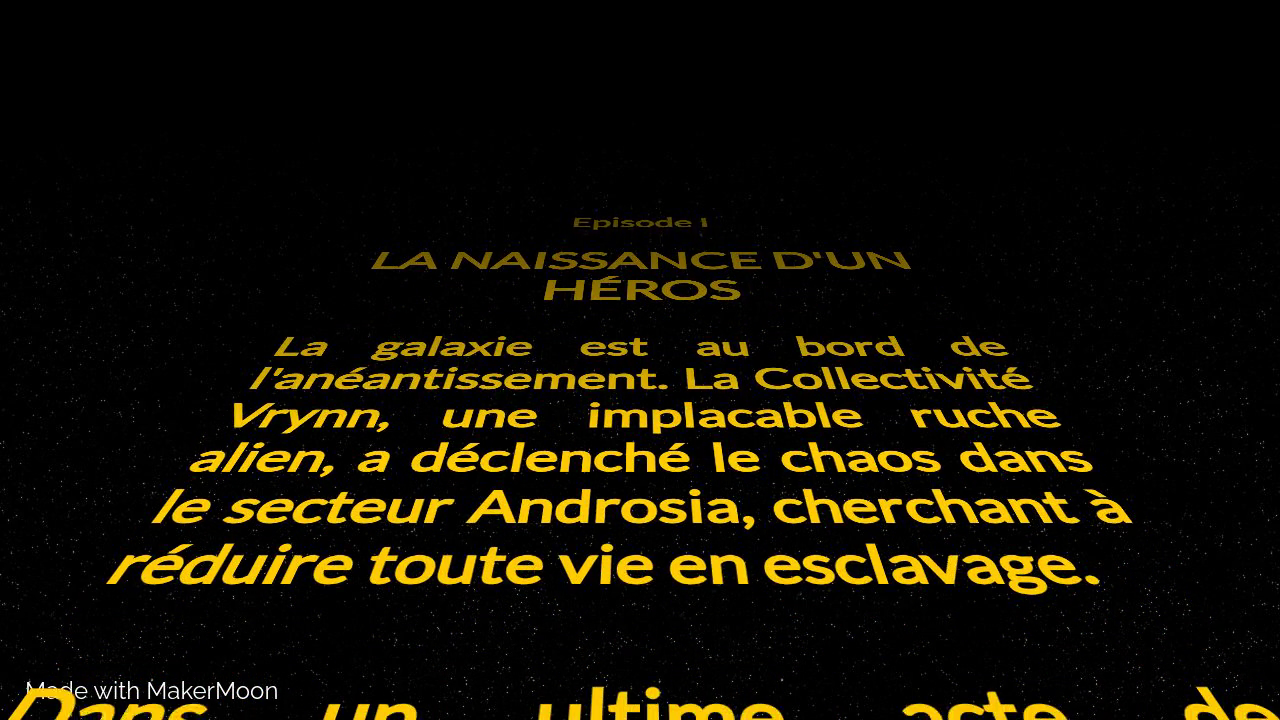 Episode I
LA NAISSANCE D'UN
HÉROS
La galaxie est au bord de
l'anéantissement. La Collectivité
Vrynn, une implacable ruche
alien, a déclenché le chaos dans
le secteur Androsia, cherchant à
réduire toute vie en esclavage.
Made with MakerMoon
Dans un ultime acte de